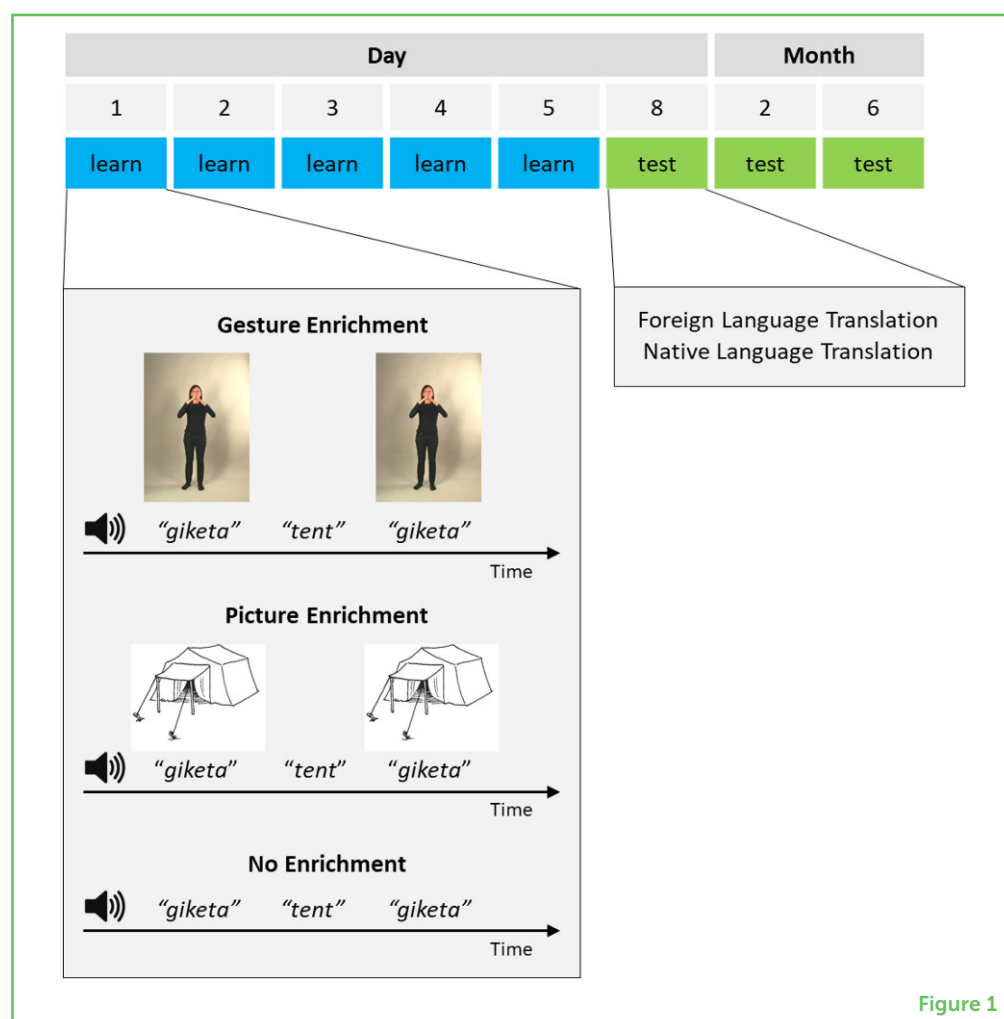 Day Month
1 2 3 4 5 8 2 6
learn learn learn learn learn test test test
Gesture Enrichment
"giketa" "tent" "giketa"
Time
Picture Enrichment
"giketa" "tent" "giketa"
Time
No Enrichment
"giketa" "tent" "giketa"
Time
Foreign Language Translation
Native Language Translation
Figure 1